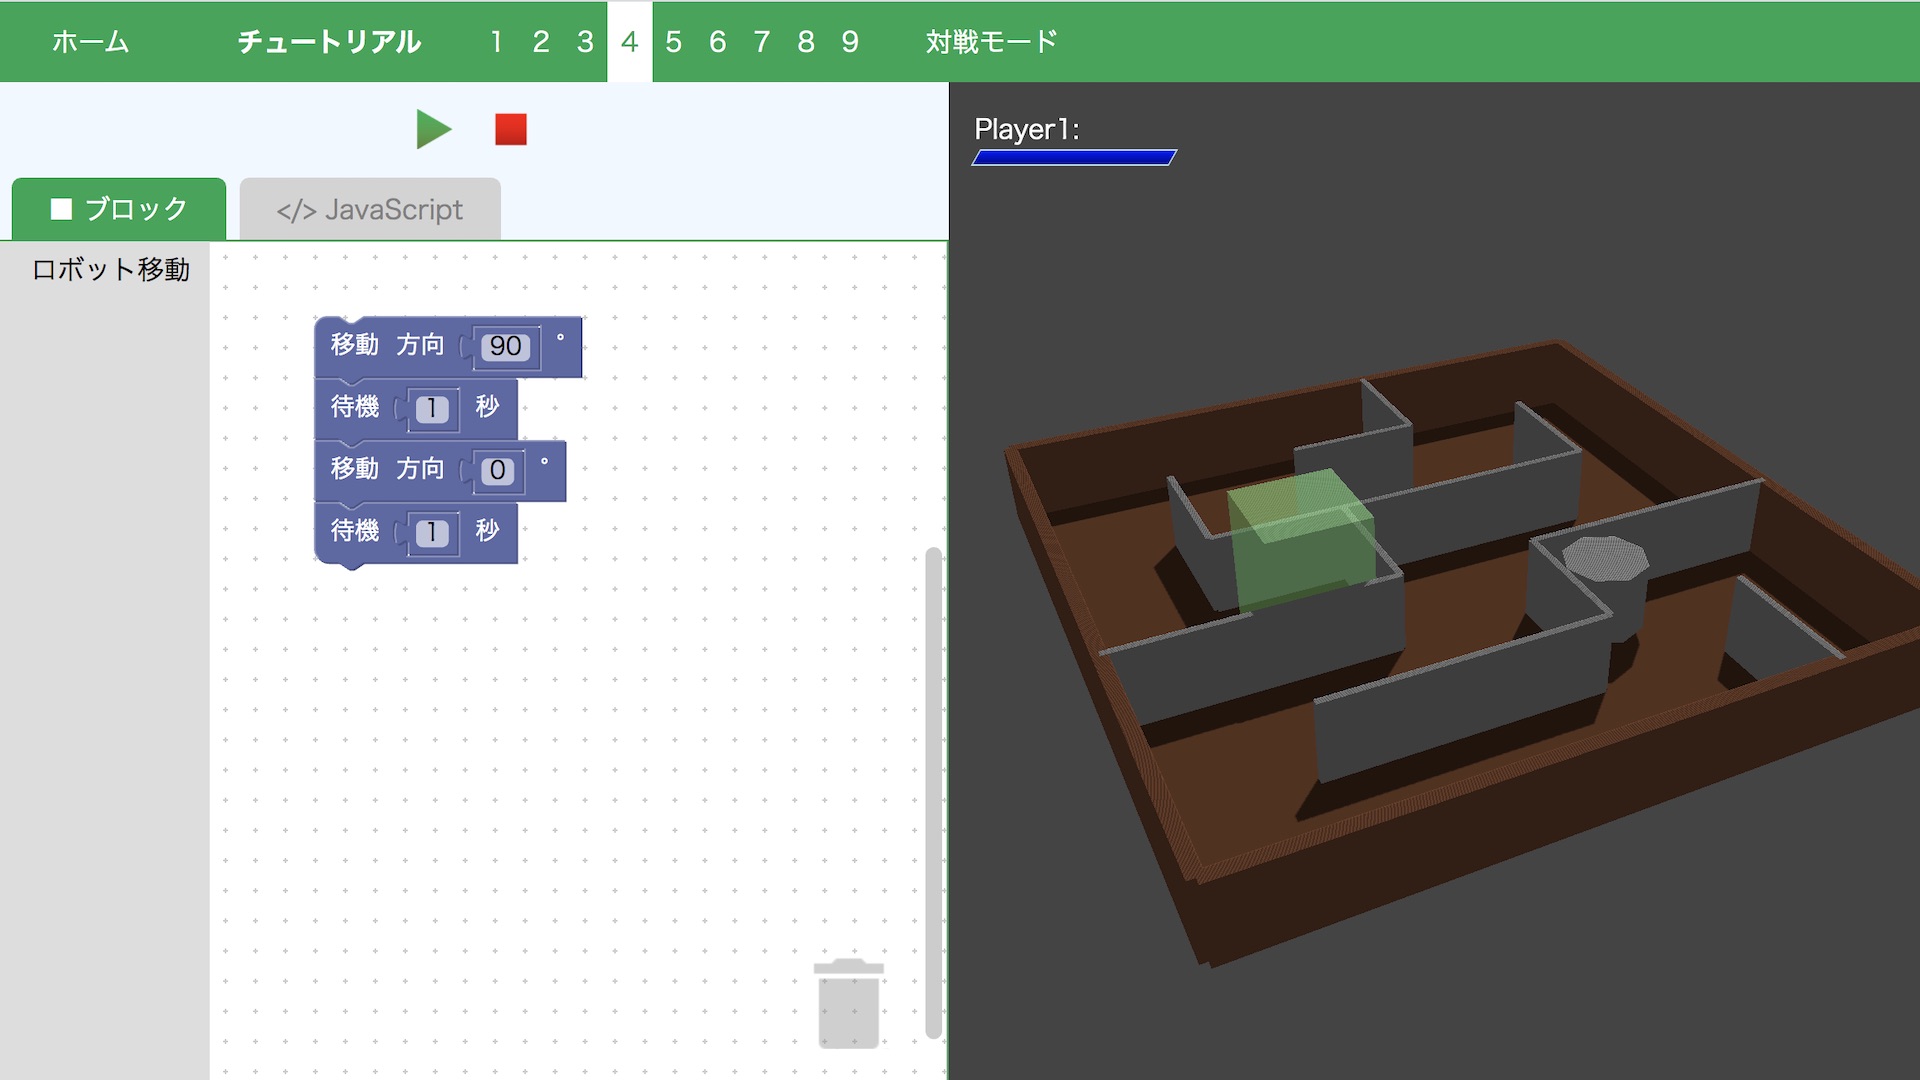 ホーム チュートリアル 1 2 3 4 5 6 7 8 9 対戦モード
Player1:
ブロック </> JavaScript
ロボット移動
移動 方向 90 °
待機 1 秒
移動 方向 0 °
待機 1 秒